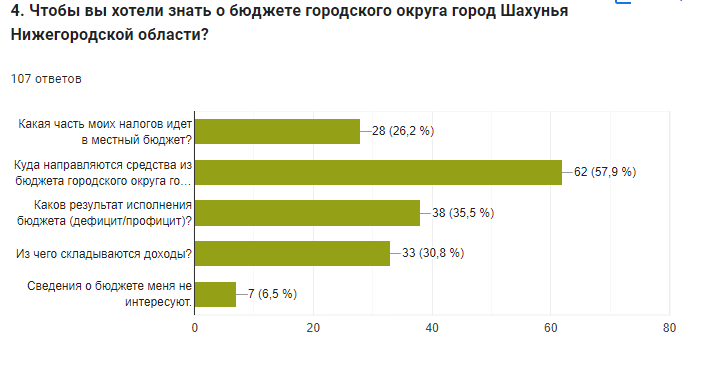 4. Чтобы вы хотели знать о бюджете городского округа город Шахунья
Нижегородской области?
107 ответов
Какая часть моих налогов идет
в местный бюджет?
28 (26,2 %)
Куда направляются средства из
бюджета городского округа го…
62 (57,9 %)
Каков результат исполнения
бюджета (дефицит/профицит)?
38 (35,5 %)
Из чего складываются доходы?
33 (30,8 %)
Сведения о бюджете меня не
интересуют.
7 (6,5 %)
0 20 40 60 80